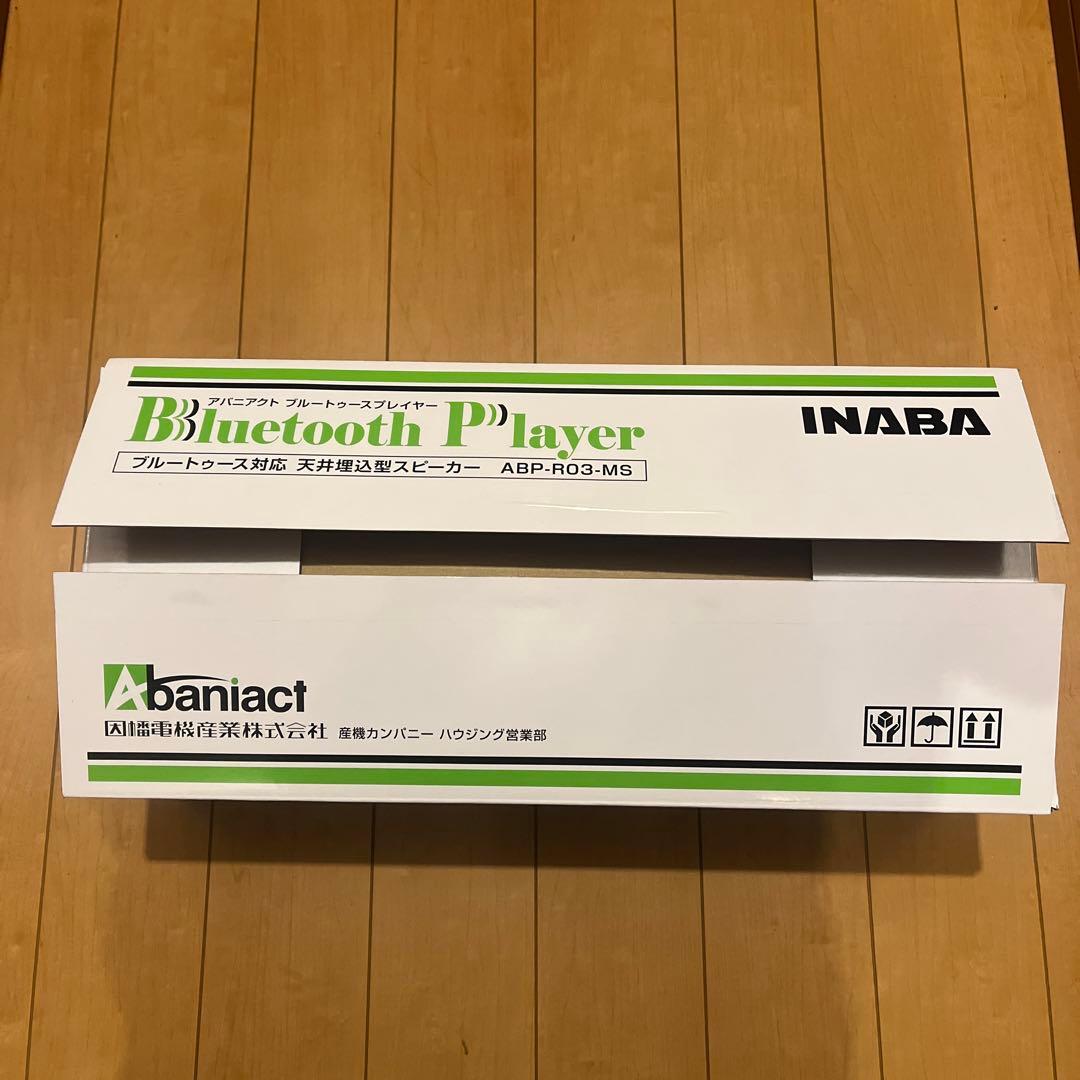 アバニアクト ブルートゥースプレイヤー
Bluetooth Player
INABA
ブルートゥース対応 天井埋込型スピーカー ABP-R03-MS
Abaniact
因幡電機産業株式会社 産機カンパニー ハウジング営業部